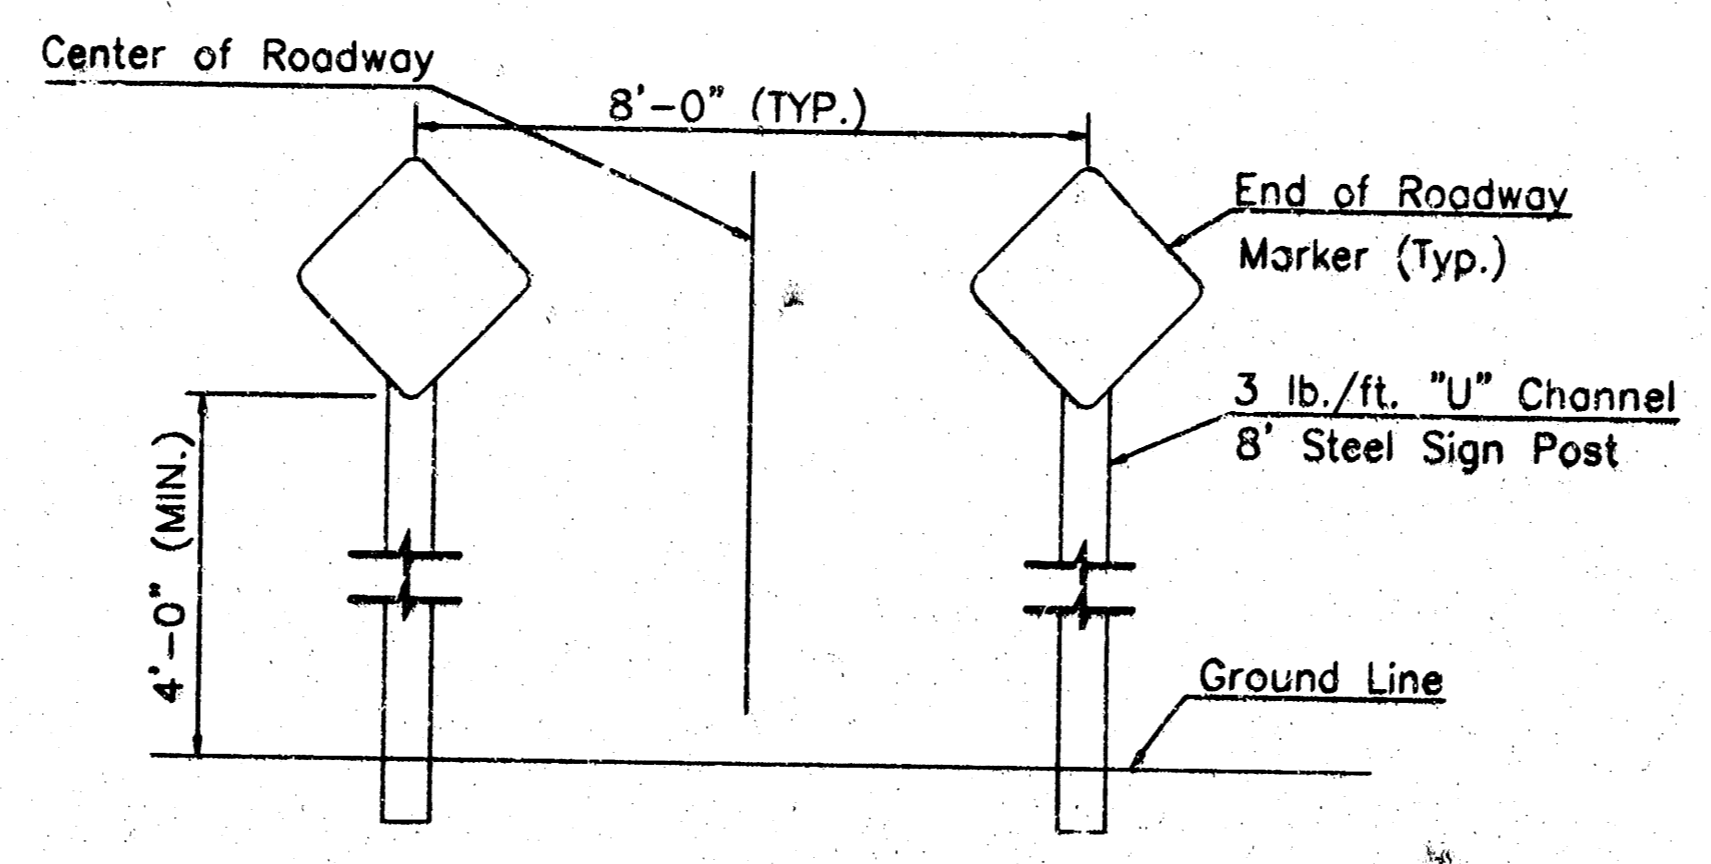 Center of Roadway
8'-0" (TYP.)
End of Roadway
Marker (Typ.)
3 lb./ft. "U" Channel
8' Steel Sign Post
4'-0" (MIN.)
Ground Line